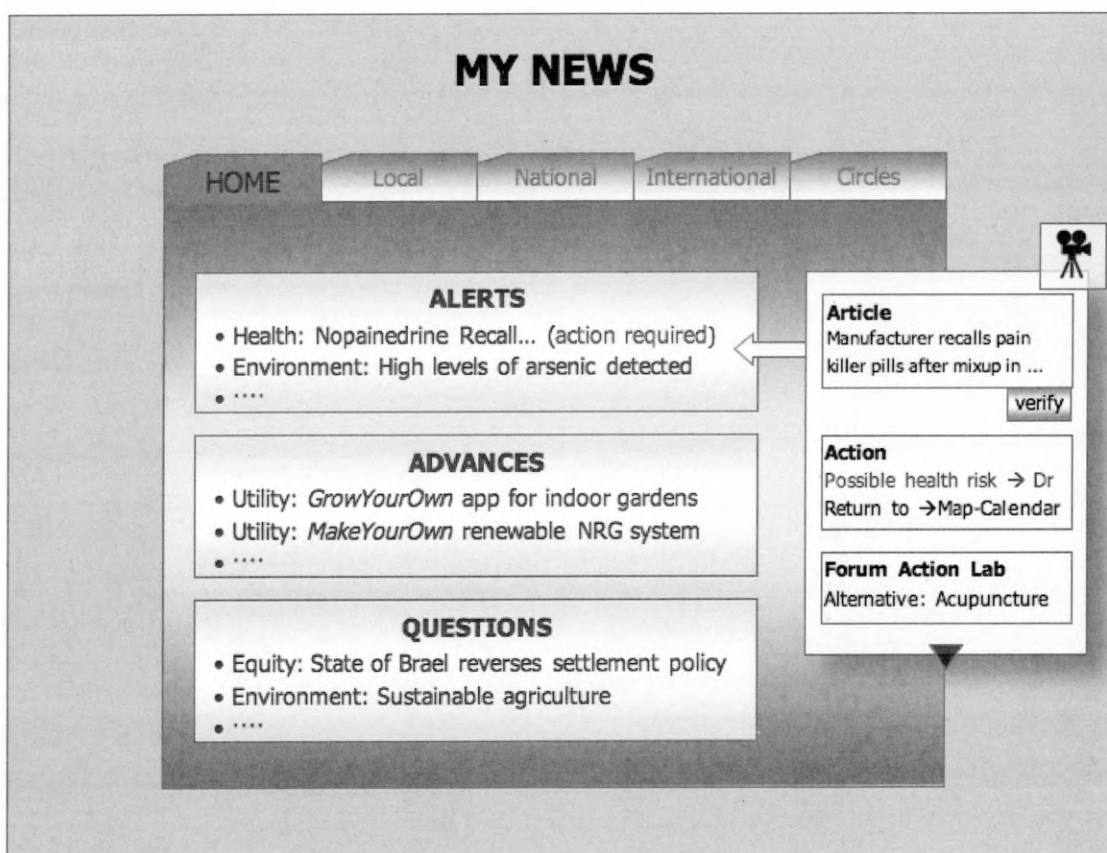 MY NEWS
HOME
Local
National
International
Circles
ALERTS
• Health: Nopainedrine Recall... (action required)
• Environment: High levels of arsenic detected
• ....
ADVANCES
• Utility: GrowYourOwn app for indoor gardens
• Utility: MakeYourOwn renewable NRG system
• ....
QUESTIONS
• Equity: State of Brael reverses settlement policy
• Environment: Sustainable agriculture
• ....
Article
Manufacturer recalls pain
killer pills after mixup in ...
verify
Action
Possible health risk → Dr
Return to →Map-Calendar
Forum Action Lab
Alternative: Acupuncture